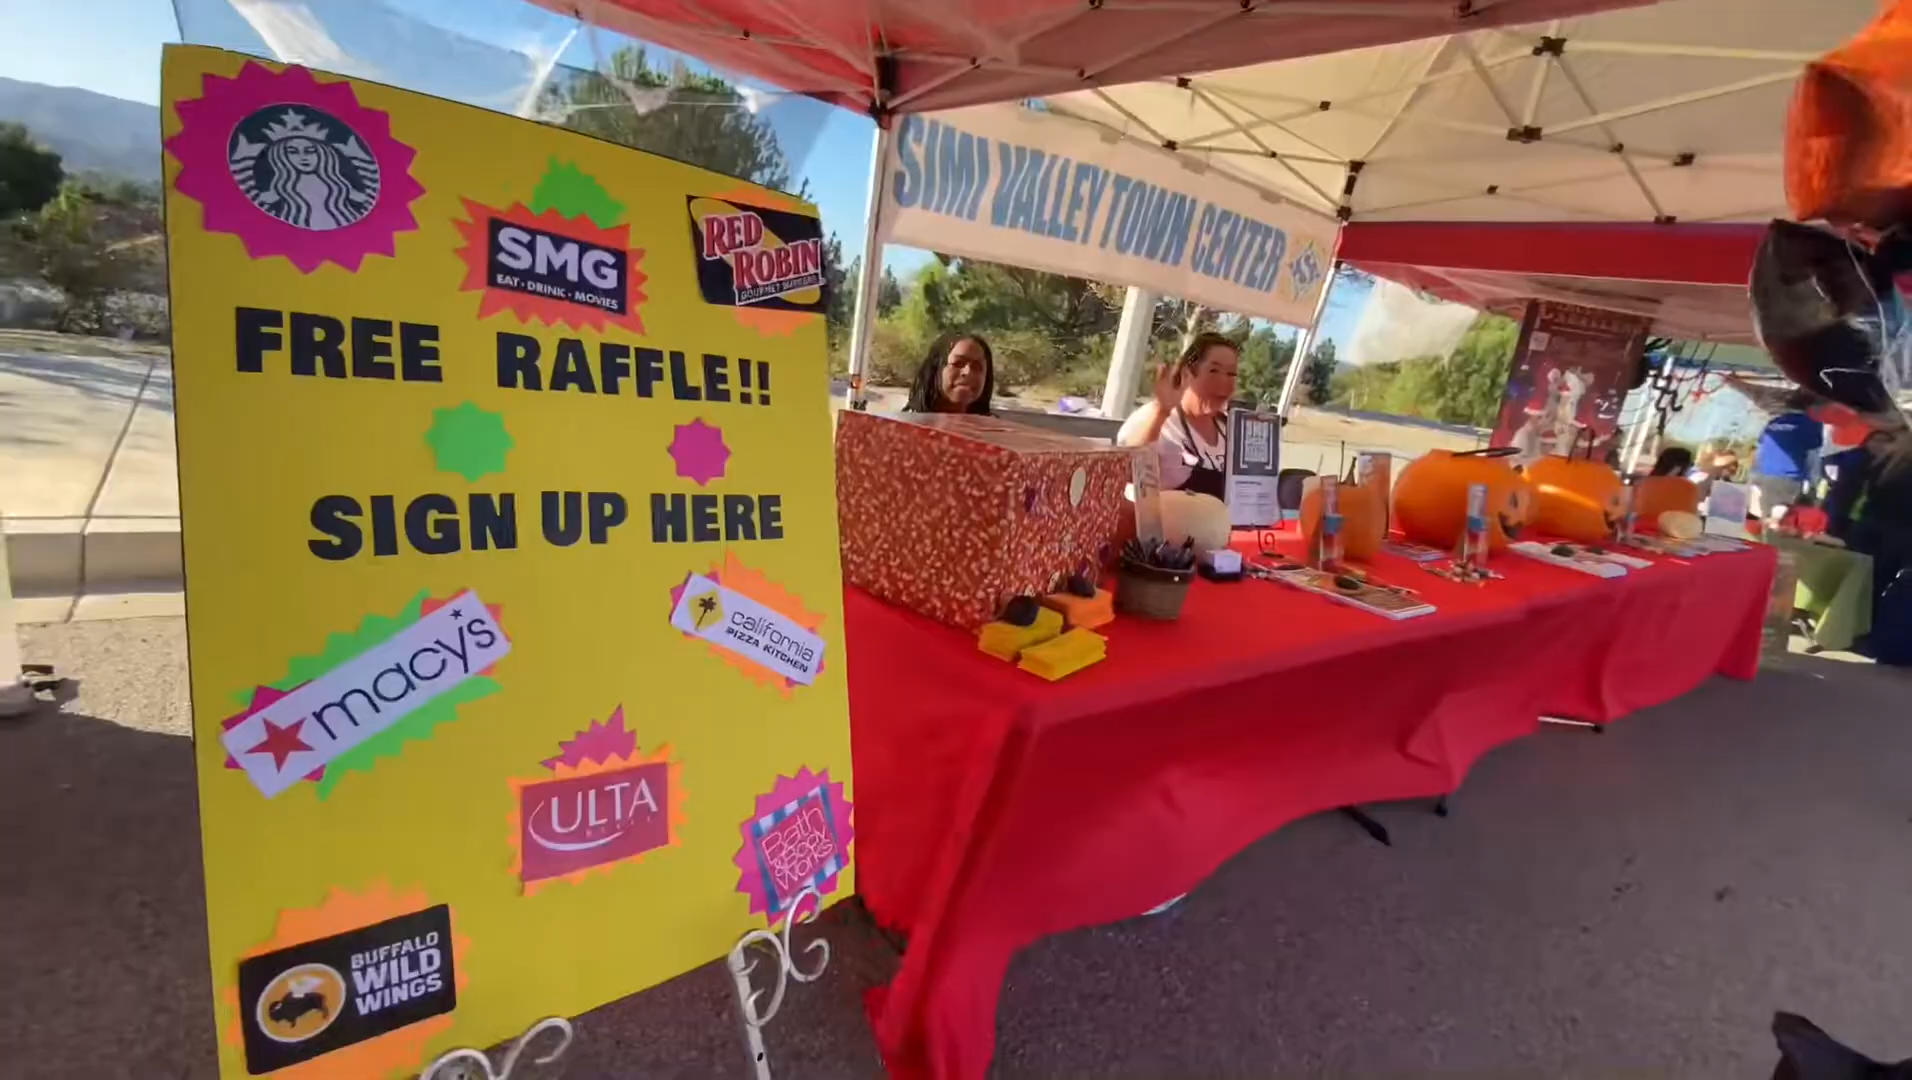 SMG
EAT • DRINK • MOVIES
RED
ROBIN
GOURMET BURGERS
FREE RAFFLE!!
SIGN UP HERE
macy's
california
PIZZA KITCHEN
ULTA
Bath
& Body
Works
BUFFALO
WILD
WINGS
SIMI VALLEY TOWN CENTER